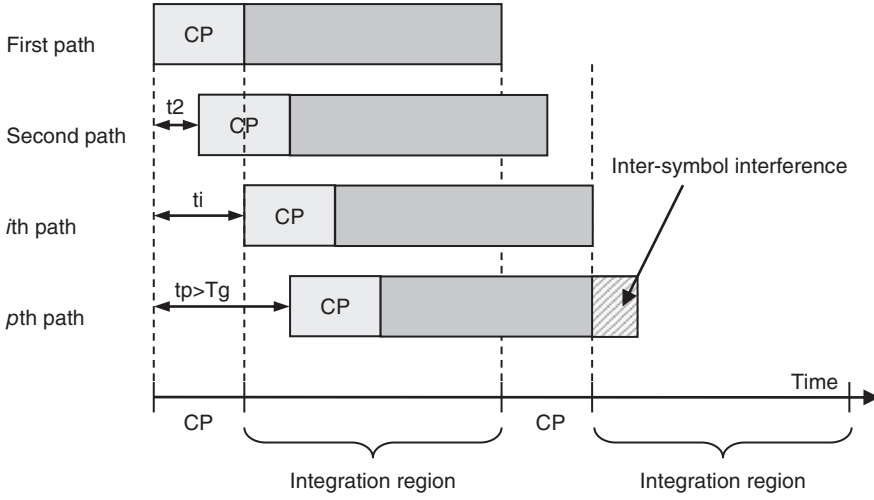 First path
CP
t2
Second path
CP
Inter-symbol interference
ti
ith path
CP
tp>Tg
pth path
CP
Time
CP
CP
Integration region
Integration region